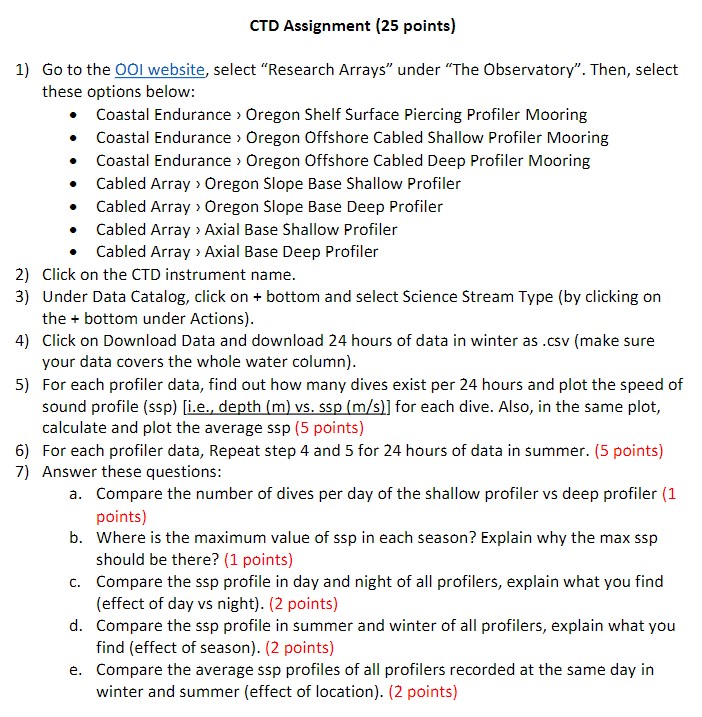 CTD Assignment (25 points)
1) Go to the OOI website, select “Research Arrays” under “The Observatory”. Then, select
these options below:
• Coastal Endurance › Oregon Shelf Surface Piercing Profiler Mooring
• Coastal Endurance › Oregon Offshore Cabled Shallow Profiler Mooring
• Coastal Endurance › Oregon Offshore Cabled Deep Profiler Mooring
• Cabled Array › Oregon Slope Base Shallow Profiler
• Cabled Array › Oregon Slope Base Deep Profiler
• Cabled Array › Axial Base Shallow Profiler
• Cabled Array › Axial Base Deep Profiler
2) Click on the CTD instrument name.
3) Under Data Catalog, click on + bottom and select Science Stream Type (by clicking on
the + bottom under Actions).
4) Click on Download Data and download 24 hours of data in winter as .csv (make sure
your data covers the whole water column).
5) For each profiler data, find out how many dives exist per 24 hours and plot the speed of
sound profile (ssp) [i.e., depth (m) vs. ssp (m/s)] for each dive. Also, in the same plot,
calculate and plot the average ssp (5 points)
6) For each profiler data, Repeat step 4 and 5 for 24 hours of data in summer. (5 points)
7) Answer these questions:
a. Compare the number of dives per day of the shallow profiler vs deep profiler (1
points)
b. Where is the maximum value of ssp in each season? Explain why the max ssp
should be there? (1 points)
c. Compare the ssp profile in day and night of all profilers, explain what you find
(effect of day vs night). (2 points)
d. Compare the ssp profile in summer and winter of all profilers, explain what you
find (effect of season). (2 points)
e. Compare the average ssp profiles of all profilers recorded at the same day in
winter and summer (effect of location). (2 points)